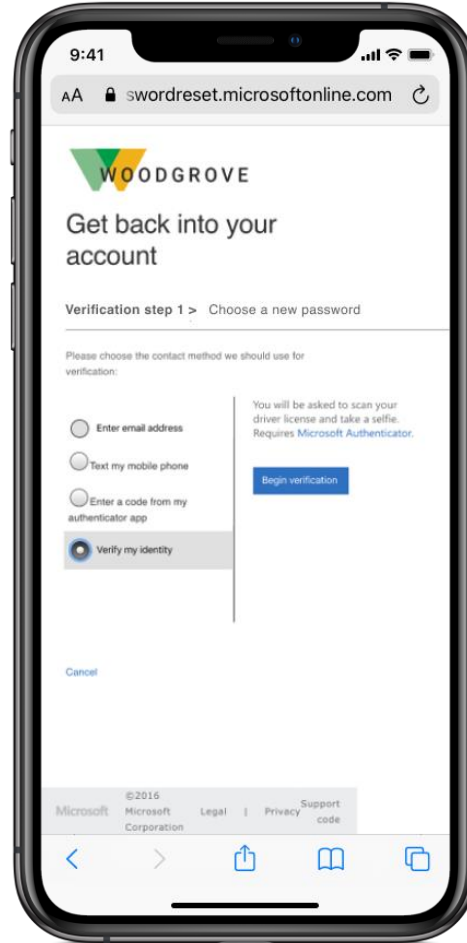 9:41
AA swordreset.microsoftonline.com
WOODGROVE
Get back into your
account
Verification step 1 > Choose a new password
Please choose the contact method we should use for
verification:
Enter email address
Text my mobile phone
Enter a code from my
authenticator app
Verify my identity
You will be asked to scan your
driver license and take a selfie.
Requires Microsoft Authenticator.
Begin verification
Cancel
Microsoft
©2016
Microsoft
Corporation
Legal | Privacy
Support
code